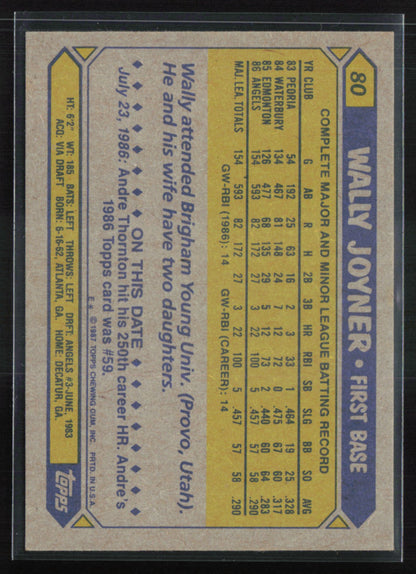 80 WALLY JOYNER • FIRST BASE
COMPLETE MAJOR AND MINOR LEAGUE BATTING RECORD
YR CLUB G AB R H 2B 3B HR RBI SB SLG BB SO AVG
83 PEORIA 54 192 25 63 16 2 3 33 1 .464 19 25 .328
84 WATERBURY 134 467 81 148 24 7 12 72 0 .475 67 60 .317
85 EDMONTON 126 477 68 135 29 5 12 73 2 .440 60 64 .283
86 ANGELS 154 593 82 172 27 3 22 100 5 .457 57 58 .290
MAJ. LEA. TOTALS 154 593 82 172 27 3 22 100 5 .457 57 58 .290
GW-RBI (1986): 14 GW-RBI (CAREER): 14
Wally attended Brigham Young Univ. (Provo, Utah).
He and his wife have two daughters.
ON THIS DATE
July 23, 1986: Andre Thornton hit his 250th career HR. Andre's
1986 Topps card was #59.
E* © 1987 TOPPS CHEWING GUM, INC. PRTD. IN U.S.A.
HT: 6'2" WT: 185 BATS: LEFT THROWS: LEFT DRFT: ANGELS #3-JUNE, 1983
ACQ: VIA DRAFT BORN: 6-16-62, ATLANTA, GA. HOME: DECATUR, GA.
topps